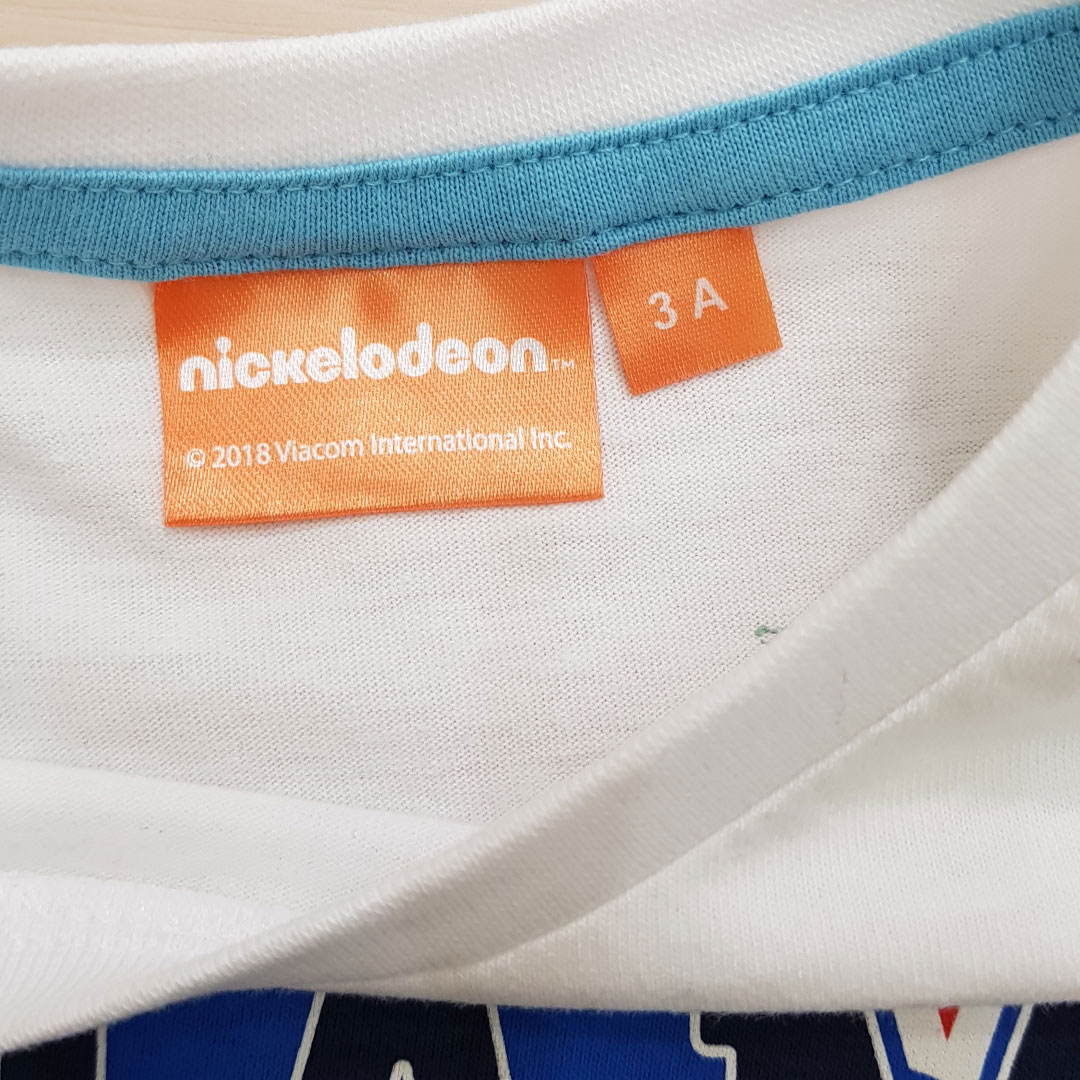 nickelodeon™
© 2018 Viacom International Inc.
3 A